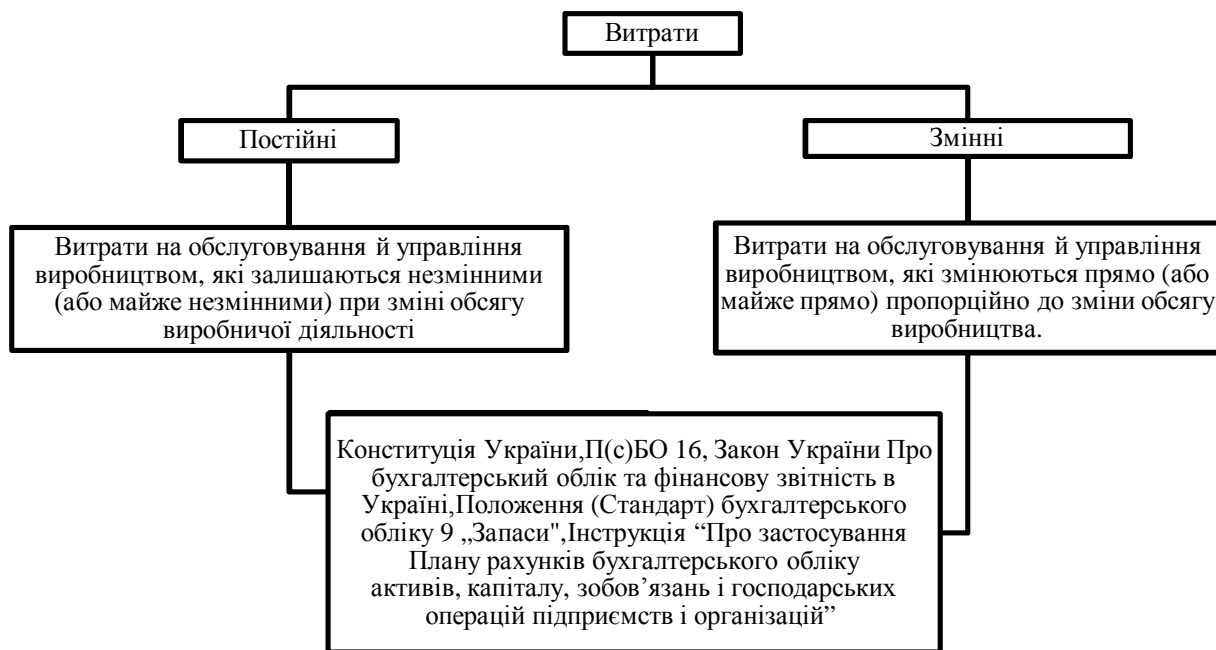 Витрати
Постійні
Змінні
Витрати на обслуговування й управління
виробництвом, які залишаються незмінними
(або майже незмінними) при зміні обсягу
виробничої діяльності
Витрати на обслуговування й управління
виробництвом, які змінюються прямо (або
майже прямо) пропорційно до зміни обсягу
виробництва.
Конституція України,П(с)БО 16, Закон України Про
бухгалтерський облік та фінансову звітність в
Україні,Положення (Стандарт) бухгалтерського
обліку 9 „Запаси",Інструкція “Про застосування
Плану рахунків бухгалтерського обліку
активів, капіталу, зобов’язань і господарських
операцій підприємств і організацій”